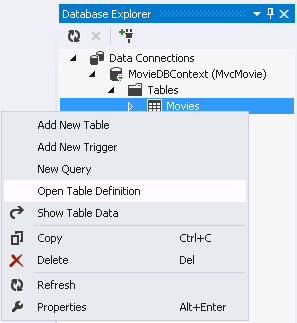 Database Explorer
Data Connections
MovieDBContext (MvcMovie)
Tables
Movies
Add New Table
Add New Trigger
New Query
Open Table Definition
Show Table Data
Copy Ctrl+C
Delete Del
Refresh
Properties Alt+Enter